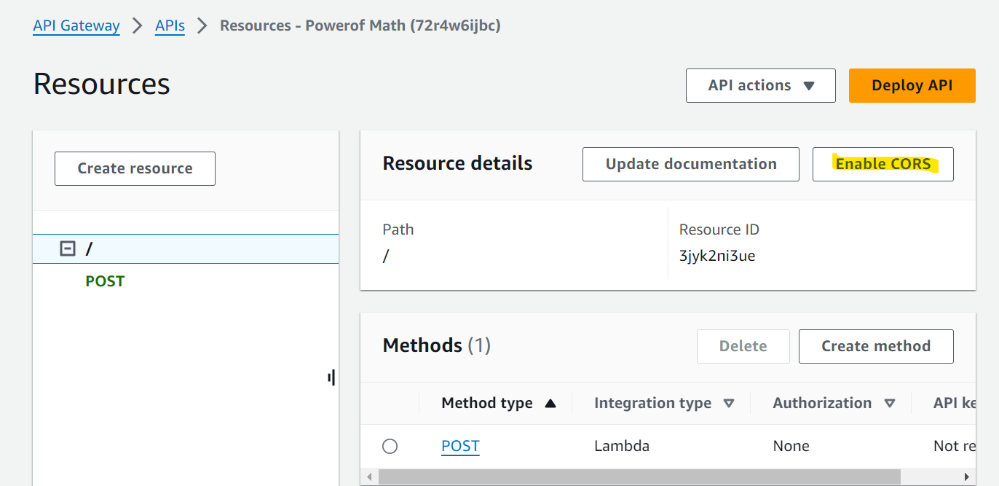 API Gateway > APIs > Resources - Powerof Math (72r4w6ijbc)
Resources
API actions ▼
Deploy API
Create resource
/
POST
Resource details
Update documentation
Enable CORS
Path
/
Resource ID
3jyk2ni3ue
Methods (1)
Delete
Create method
Method type Integration type Authorization API ke
POST Lambda None Not re